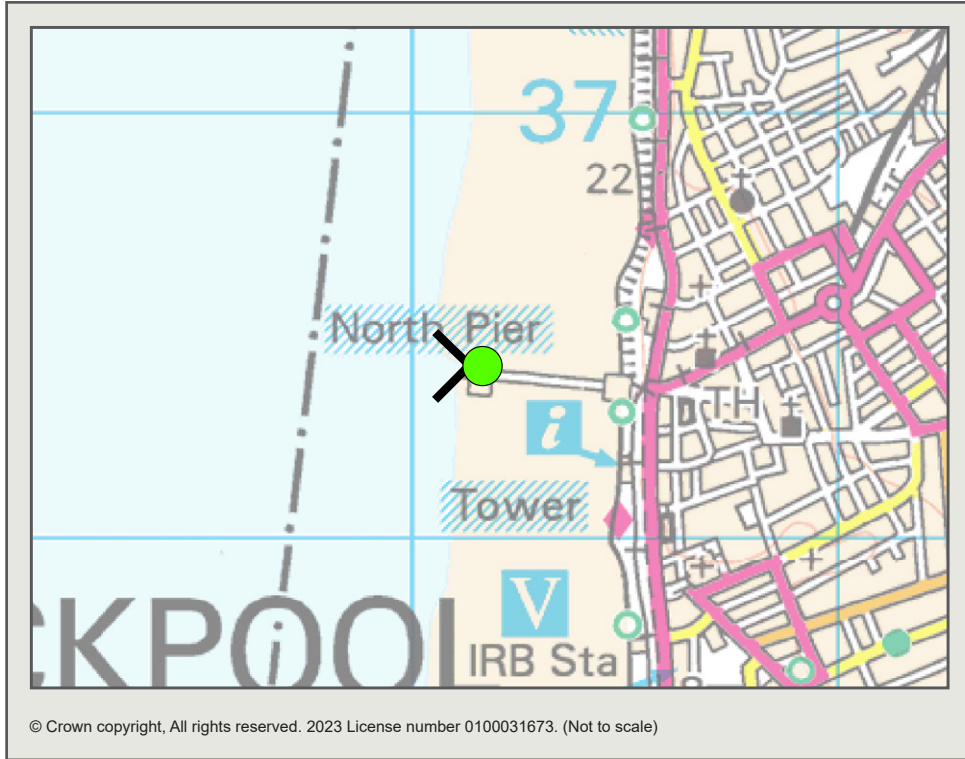 37
22
North Pier
i
TH
Tower
V
CKPOOL
IRB Sta
© Crown copyright, All rights reserved. 2023 License number 0100031673. (Not to scale)